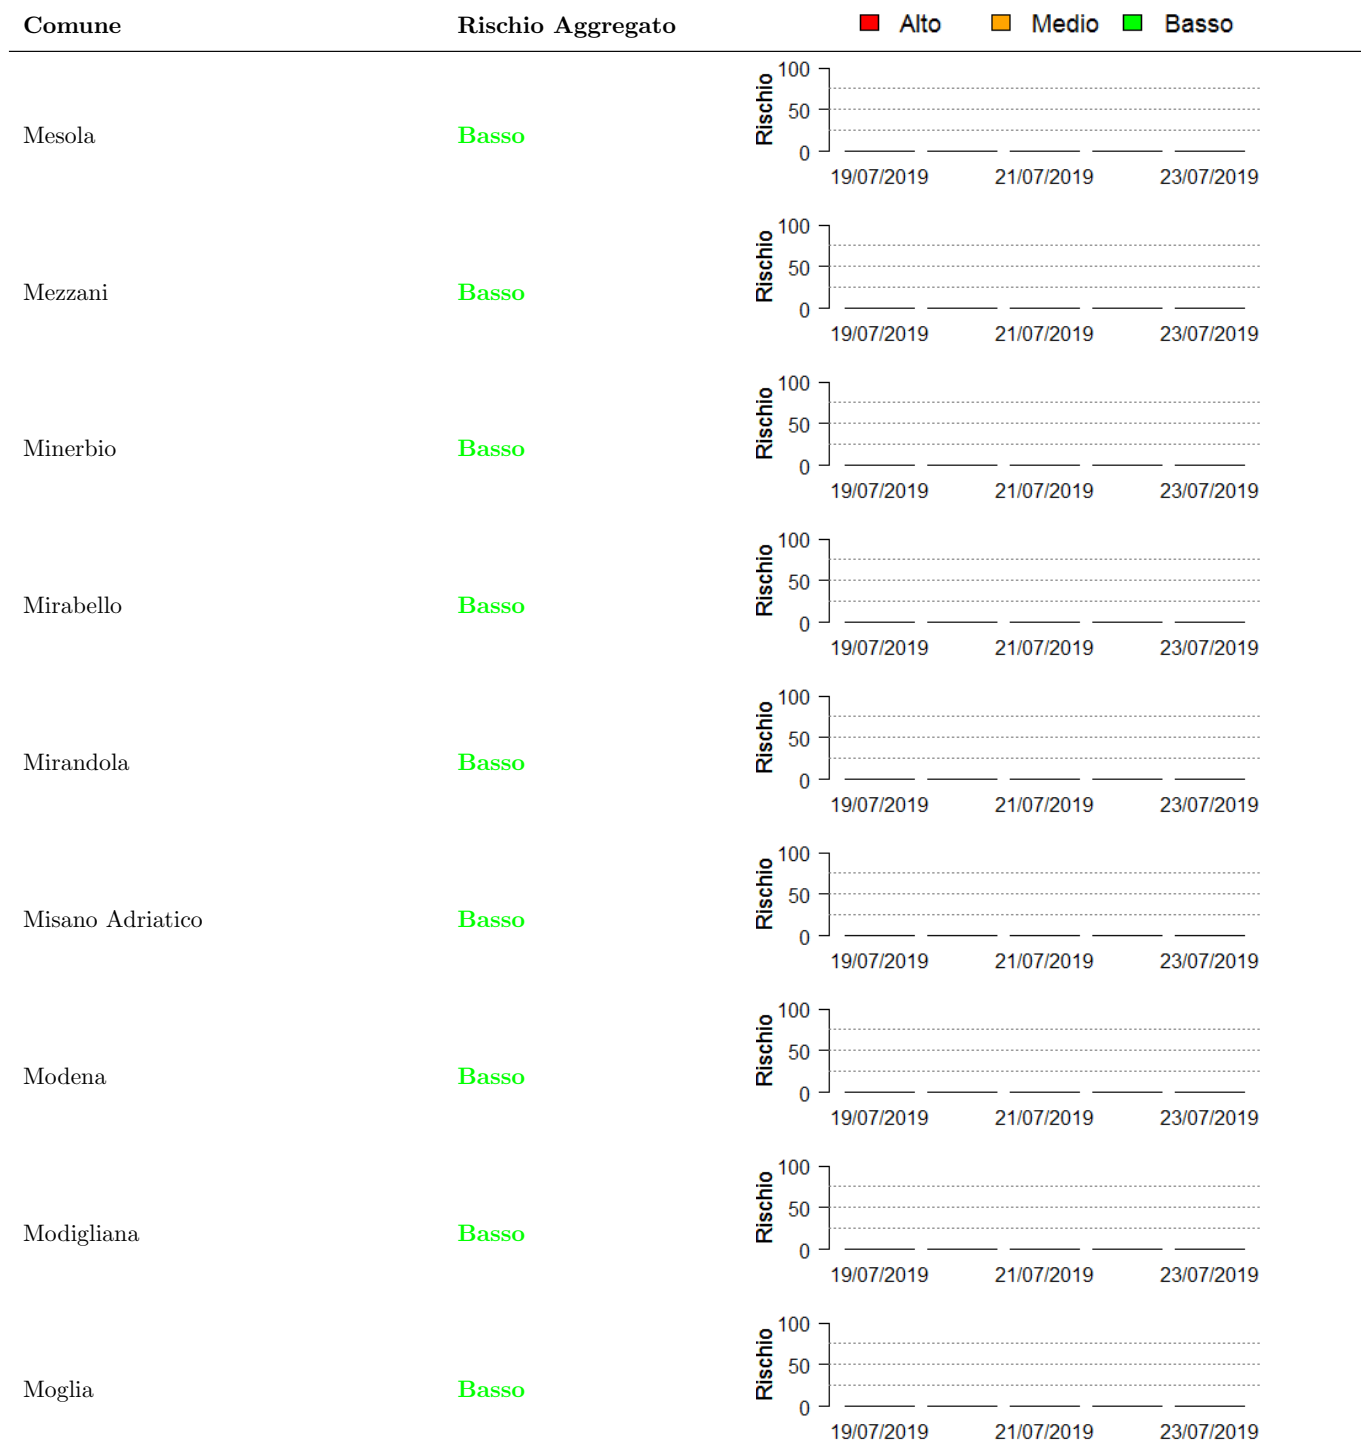 Comune Rischio Aggregato Alto Medio Basso
100
50
0
Rischio
Mesola Basso
19/07/2019 21/07/2019 23/07/2019
100
50
0
Rischio
Mezzani Basso
19/07/2019 21/07/2019 23/07/2019
100
50
0
Rischio
Minerbio Basso
19/07/2019 21/07/2019 23/07/2019
100
50
0
Rischio
Mirabello Basso
19/07/2019 21/07/2019 23/07/2019
100
50
0
Rischio
Mirandola Basso
19/07/2019 21/07/2019 23/07/2019
100
50
0
Rischio
Misano Adriatico Basso
19/07/2019 21/07/2019 23/07/2019
100
50
0
Rischio
Modena Basso
19/07/2019 21/07/2019 23/07/2019
100
50
0
Rischio
Modigliana Basso
19/07/2019 21/07/2019 23/07/2019
100
50
0
Rischio
Moglia Basso
19/07/2019 21/07/2019 23/07/2019